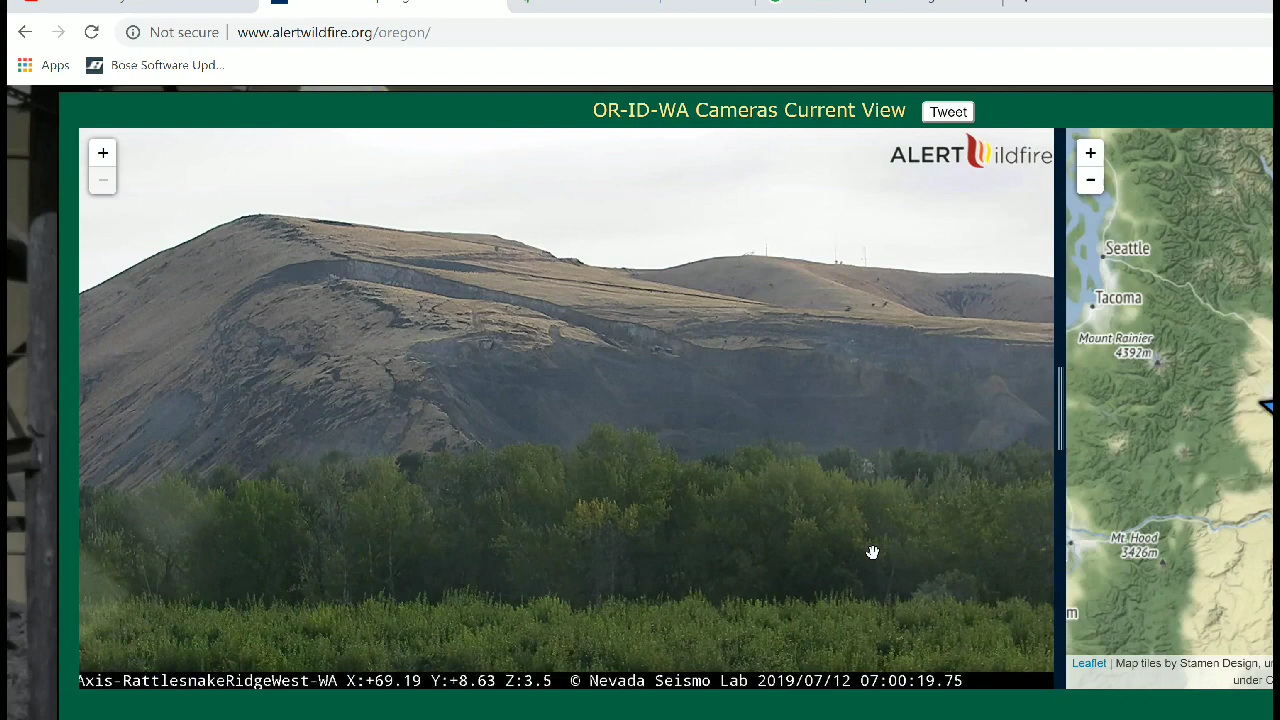 Not secure www.alertwildfire.org/oregon/
Apps Bose Software Upd...
OR-ID-WA Cameras Current View Tweet
ALERTWildfire
Seattle
Tacoma
Mount Rainier
4392m
Mt. Hood
3426m
m
Leaflet | Map tiles by Stamen Design, u
under C
Axis-RattlesnakeRidgeWest-WA X:+69.19 Y:+8.63 Z:3.5 © Nevada Seismo Lab 2019/07/12 07:00:19.75